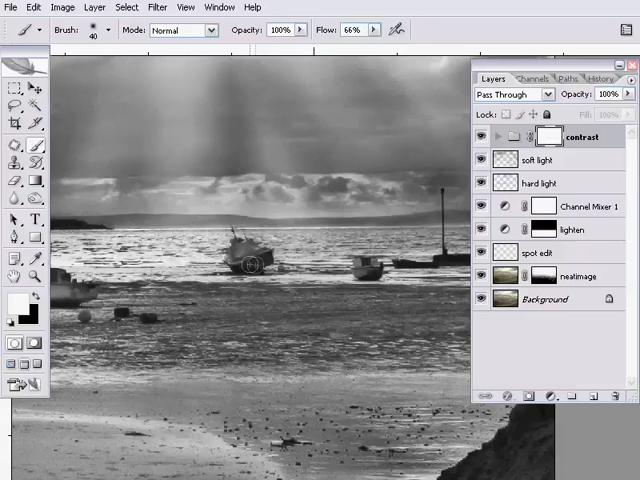 File Edit Image Layer Select Filter View Window Help
Brush: 40 Mode: Normal Opacity: 100% Flow: 66%
Layers Channels Paths History
Pass Through Opacity: 100%
Lock: Fill: 100%
contrast
soft light
hard light
Channel Mixer 1
lighten
spot edit
neatimage
Background